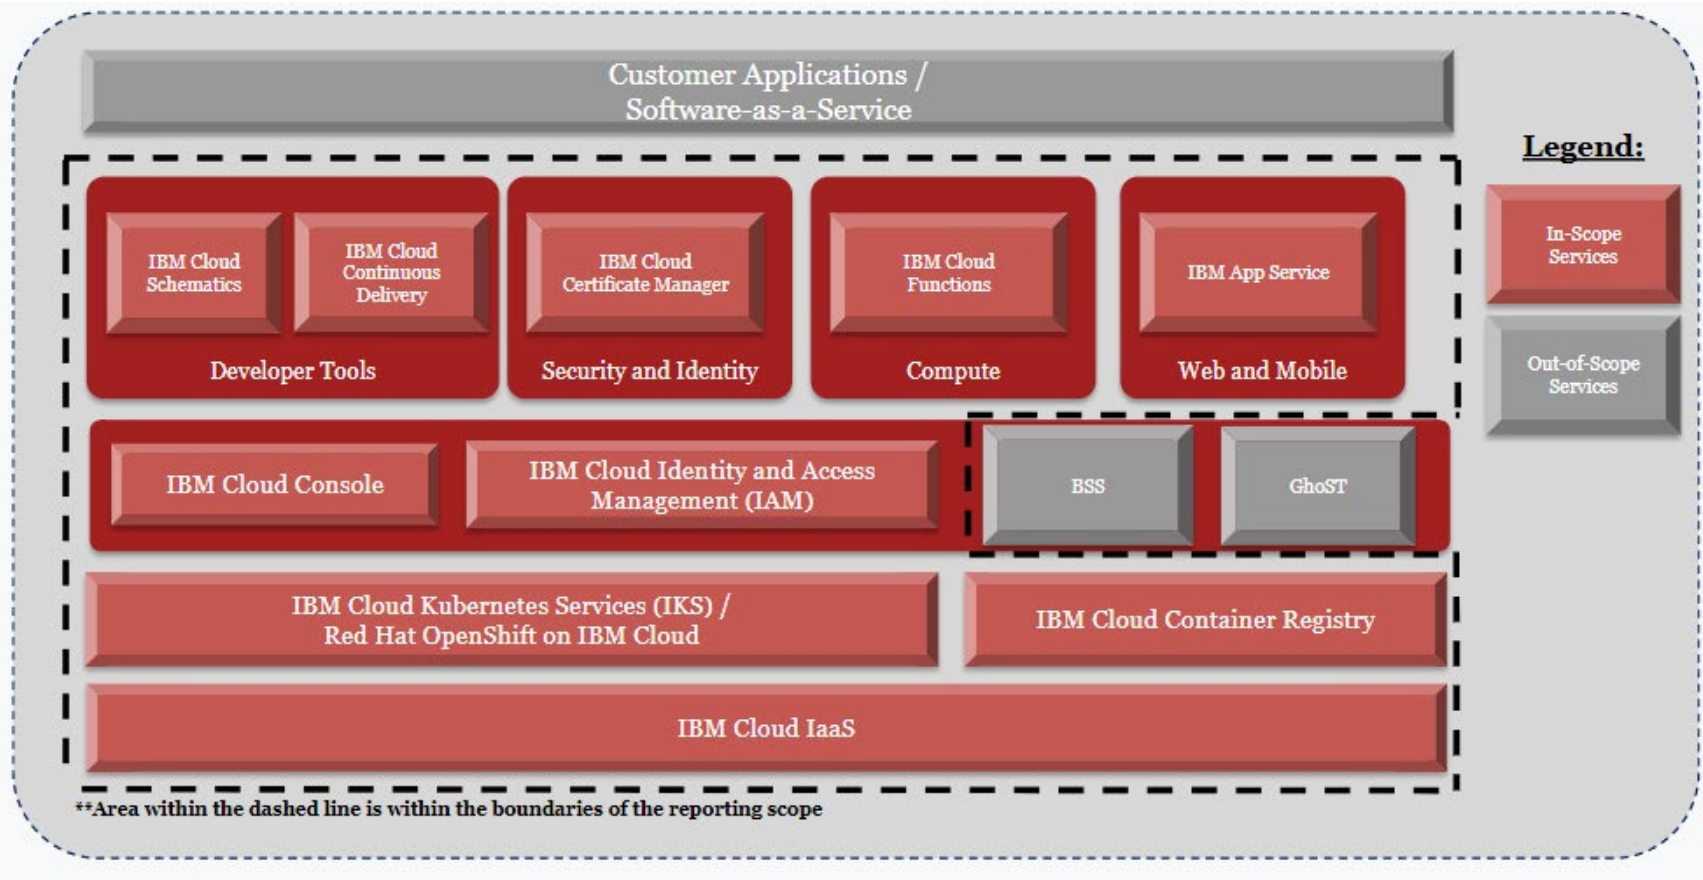 Customer Applications /
Software-as-a-Service
Legend:
In-Scope
Services
Out-of-Scope
Services
IBM Cloud
Schematics
IBM Cloud
Continuous
Delivery
Developer Tools
IBM Cloud
Certificate Manager
Security and Identity
IBM Cloud
Functions
Compute
IBM App Service
Web and Mobile
IBM Cloud Console
IBM Cloud Identity and Access
Management (IAM)
BSS
GhoST
IBM Cloud Kubernetes Services (IKS) /
Red Hat OpenShift on IBM Cloud
IBM Cloud Container Registry
IBM Cloud IaaS
**Area within the dashed line is within the boundaries of the reporting scope